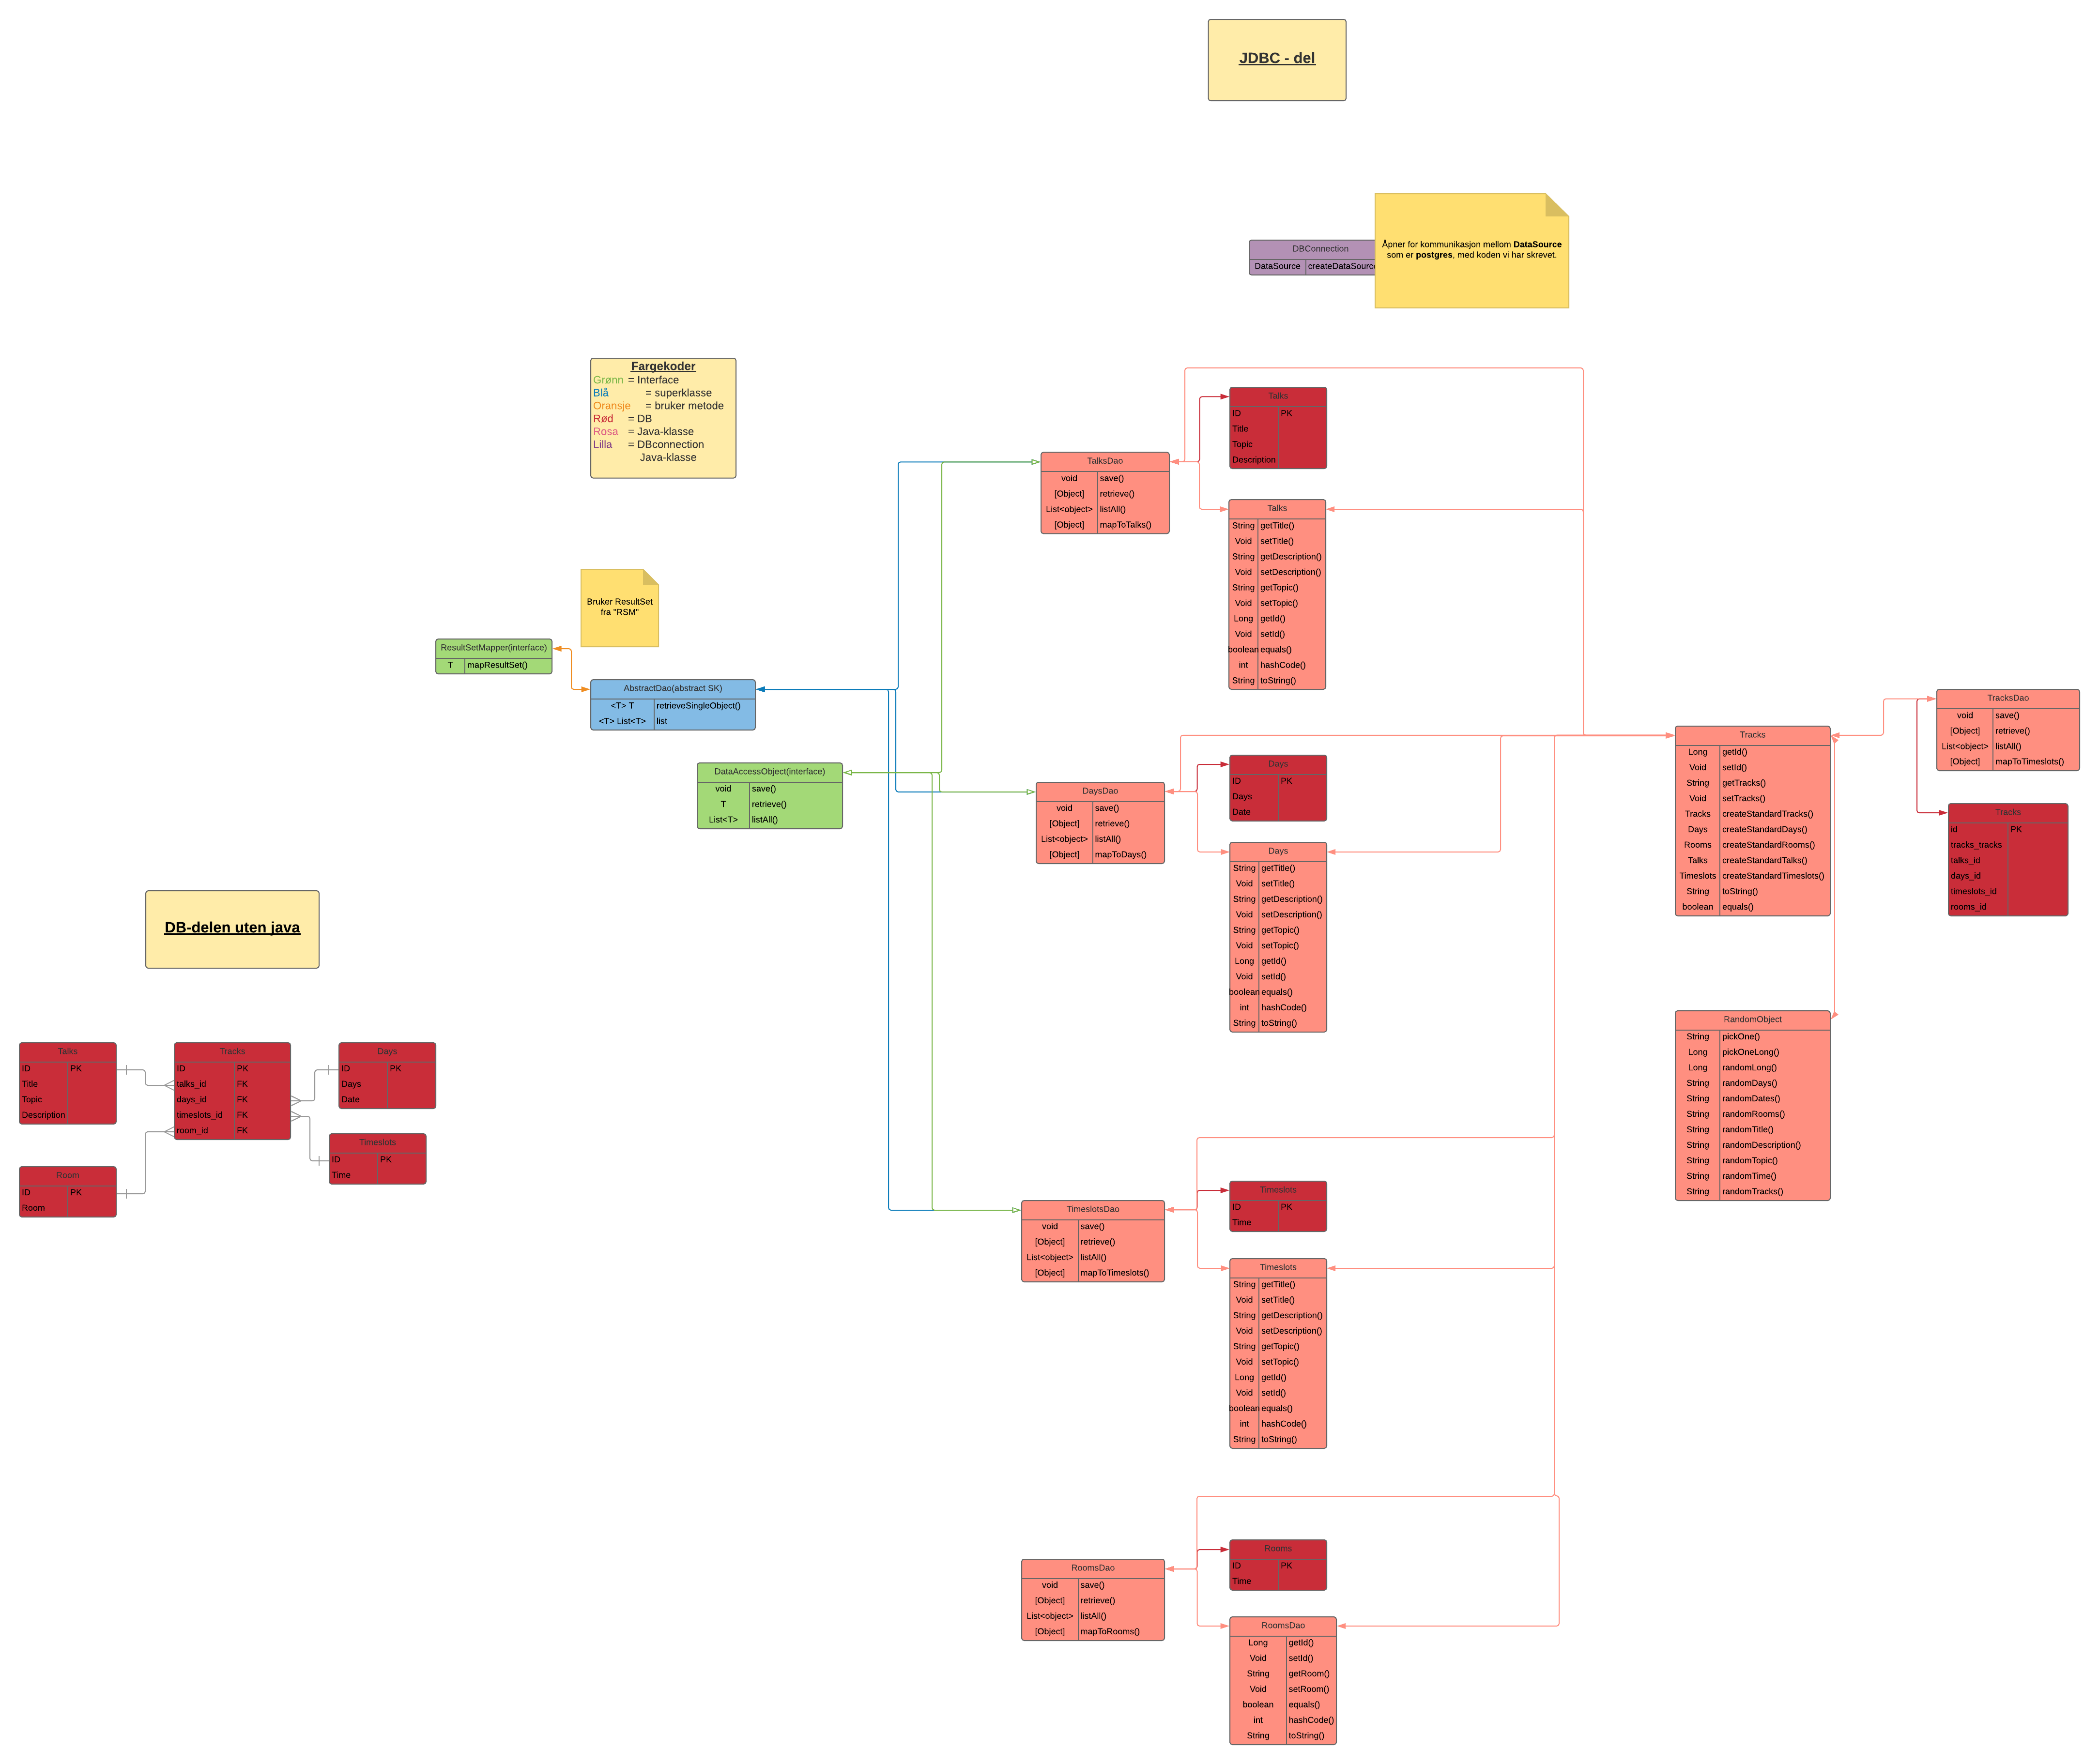 JDBC - del
DBConnection
DataSource createDataSource
Åpner for kommunikasjon mellom DataSource
som er postgres, med koden vi har skrevet.
Fargekoder
Grønn = Interface
Blå = superklasse
Oransje = bruker metode
Rød = DB
Rosa = Java-klasse
Lilla = DBconnection
Java-klasse
Talks
ID PK
Title
Topic
Description
TalksDao
void save()
[Object] retrieve()
List<object> listAll()
[Object] mapToTalks()
Talks
String getTitle()
Void setTitle()
String getDescription()
Void setDescription()
String getTopic()
Void setTopic()
Long getId()
Void setId()
boolean equals()
int hashCode()
String toString()
Bruker ResultSet
fra "RSM"
ResultSetMapper(interface)
T mapResultSet()
AbstractDao(abstract SK)
<T> T retrieveSingleObject()
<T> List<T> list
DataAccessObject(interface)
void save()
T retrieve()
List<T> listAll()
DaysDao
void save()
[Object] retrieve()
List<object> listAll()
[Object] mapToDays()
Days
ID PK
Days
Date
Days
String getTitle()
Void setTitle()
String getDescription()
Void setDescription()
String getTopic()
Void setTopic()
Long getId()
Void setId()
boolean equals()
int hashCode()
String toString()
Tracks
Long getId()
Void setId()
String getTracks()
Void setTracks()
Tracks createStandardTracks()
Days createStandardDays()
Rooms createStandardRooms()
Talks createStandardTalks()
Timeslots createStandardTimeslots()
String toString()
boolean equals()
TracksDao
void save()
[Object] retrieve()
List<object> listAll()
[Object] mapToTimeslots()
Tracks
id PK
tracks_tracks
talks_id
days_id
timeslots_id
rooms_id
RandomObject
String pickOne()
Long pickOneLong()
Long randomLong()
String randomDays()
String randomDates()
String randomRooms()
String randomTitle()
String randomDescription()
String randomTopic()
String randomTime()
String randomTracks()
DB-delen uten java
Talks
ID PK
Title
Topic
Description
Tracks
ID PK
talks_id FK
days_id FK
timeslots_id FK
room_id FK
Days
ID PK
Days
Date
Timeslots
ID PK
Time
Room
ID PK
Room
TimeslotsDao
void save()
[Object] retrieve()
List<object> listAll()
[Object] mapToTimeslots()
Timeslots
ID PK
Time
Timeslots
String getTitle()
Void setTitle()
String getDescription()
Void setDescription()
String getTopic()
Void setTopic()
Long getId()
Void setId()
boolean equals()
int hashCode()
String toString()
RoomsDao
void save()
[Object] retrieve()
List<object> listAll()
[Object] mapToRooms()
Rooms
ID PK
Time
RoomsDao
Long getId()
Void setId()
String getRoom()
Void setRoom()
boolean equals()
int hashCode()
String toString()